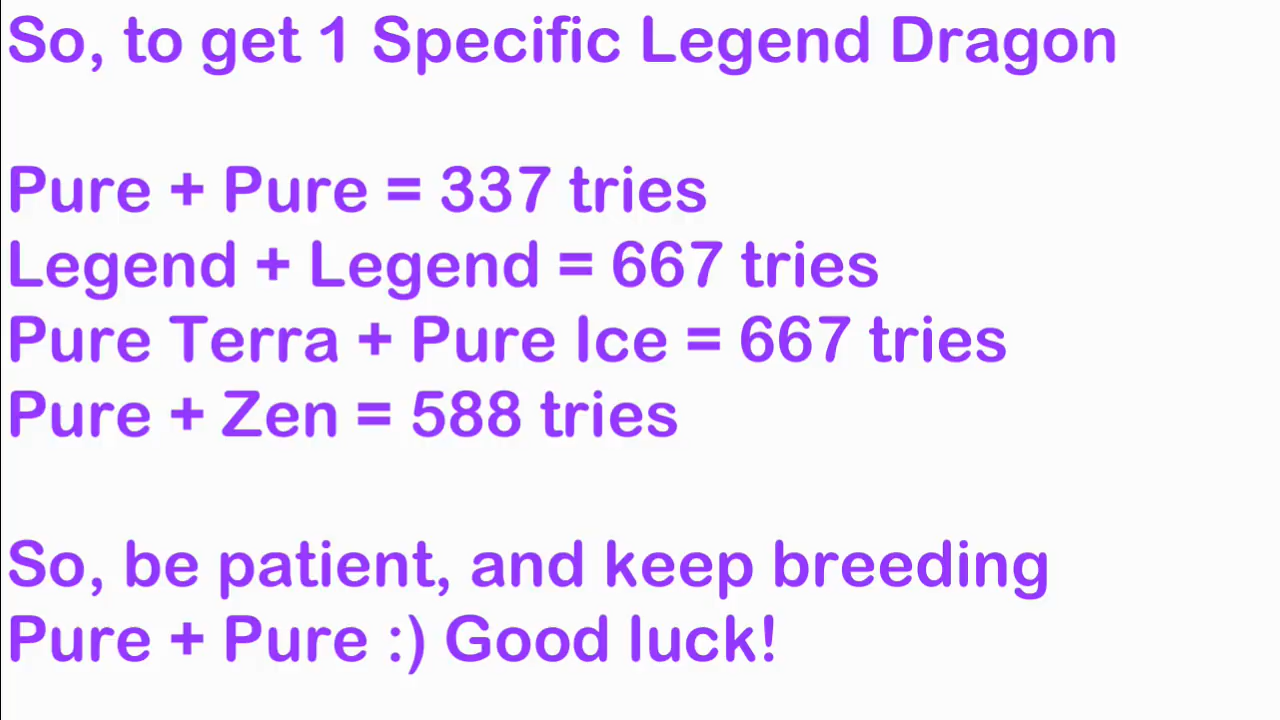 So, to get 1 Specific Legend Dragon
Pure + Pure = 337 tries
Legend + Legend = 667 tries
Pure Terra + Pure Ice = 667 tries
Pure + Zen = 588 tries
So, be patient, and keep breeding
Pure + Pure :) Good luck!